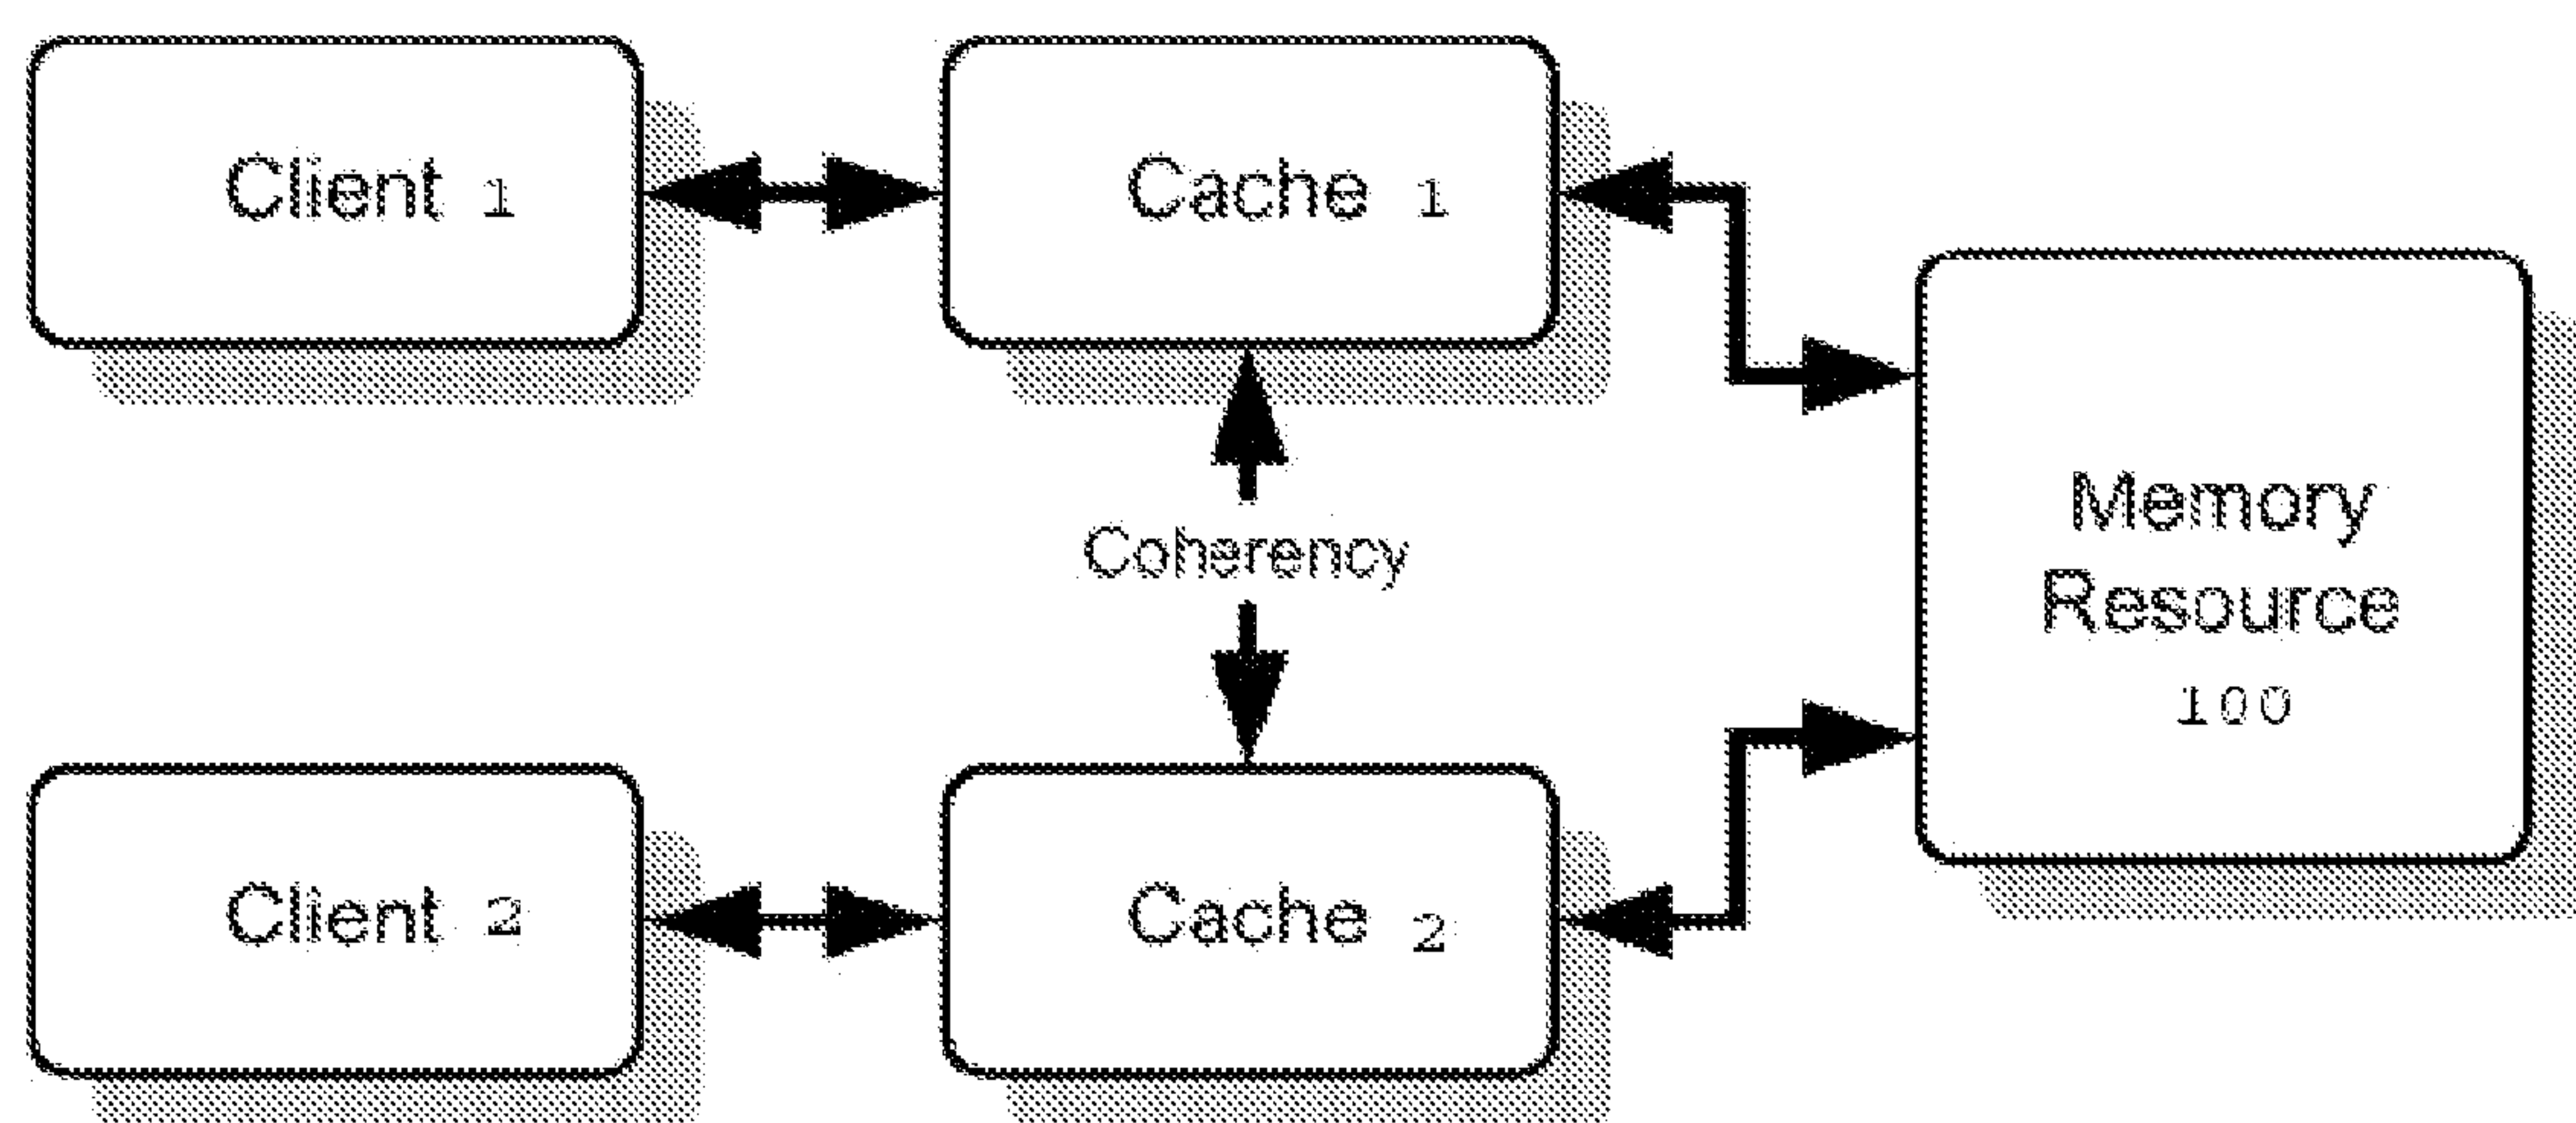 Client 1
Cache 1
Memory
Resource
100
Coherency
Client 2
Cache 2